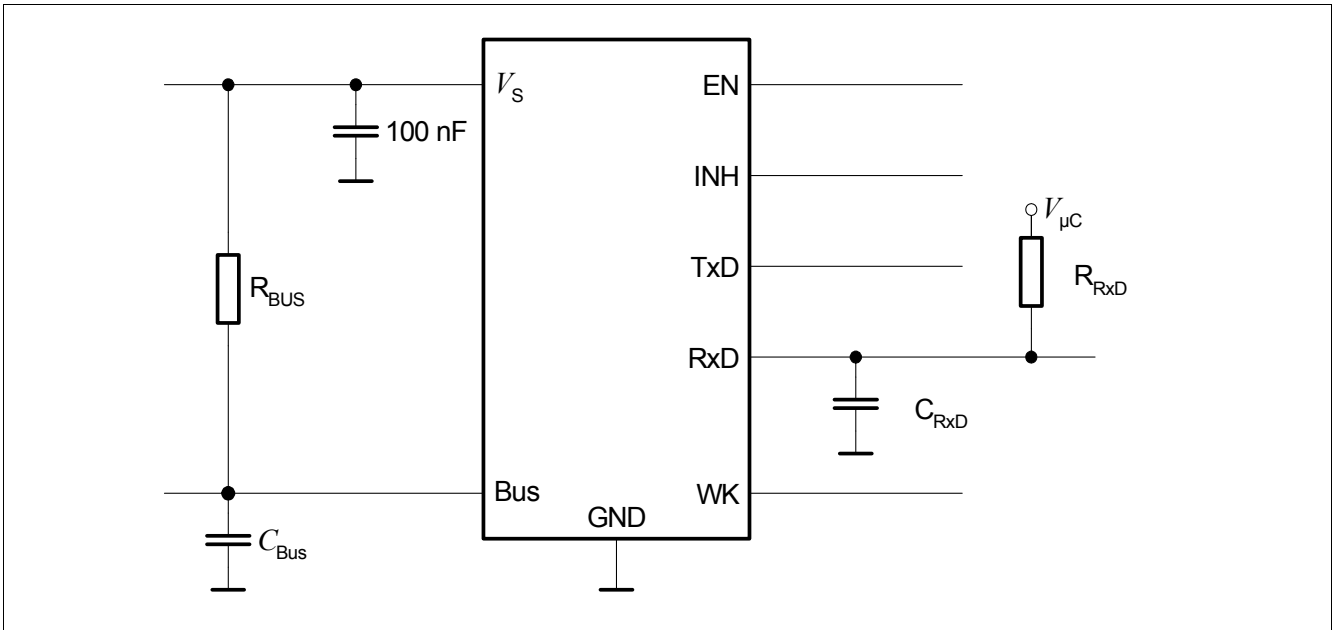 V_S
EN
100 nF
INH
V_µC
TxD
R_RxD
R_BUS
RxD
C_RxD
Bus
WK
GND
C_Bus